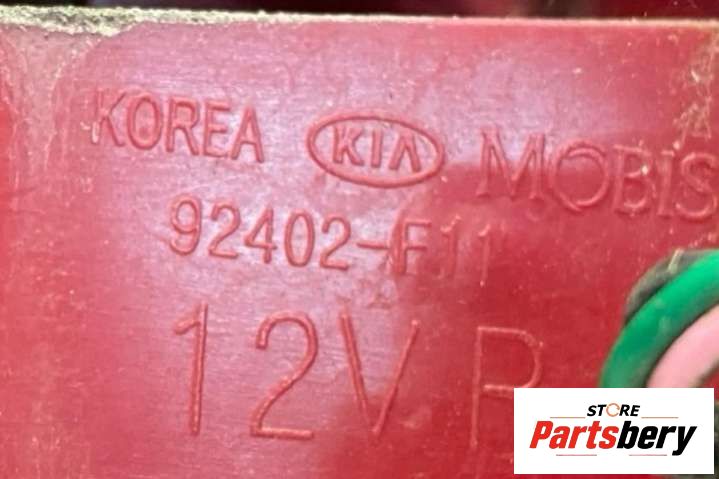 KOREA KIA MOBIS
92402-F11
12V R
STORE
Partsbery